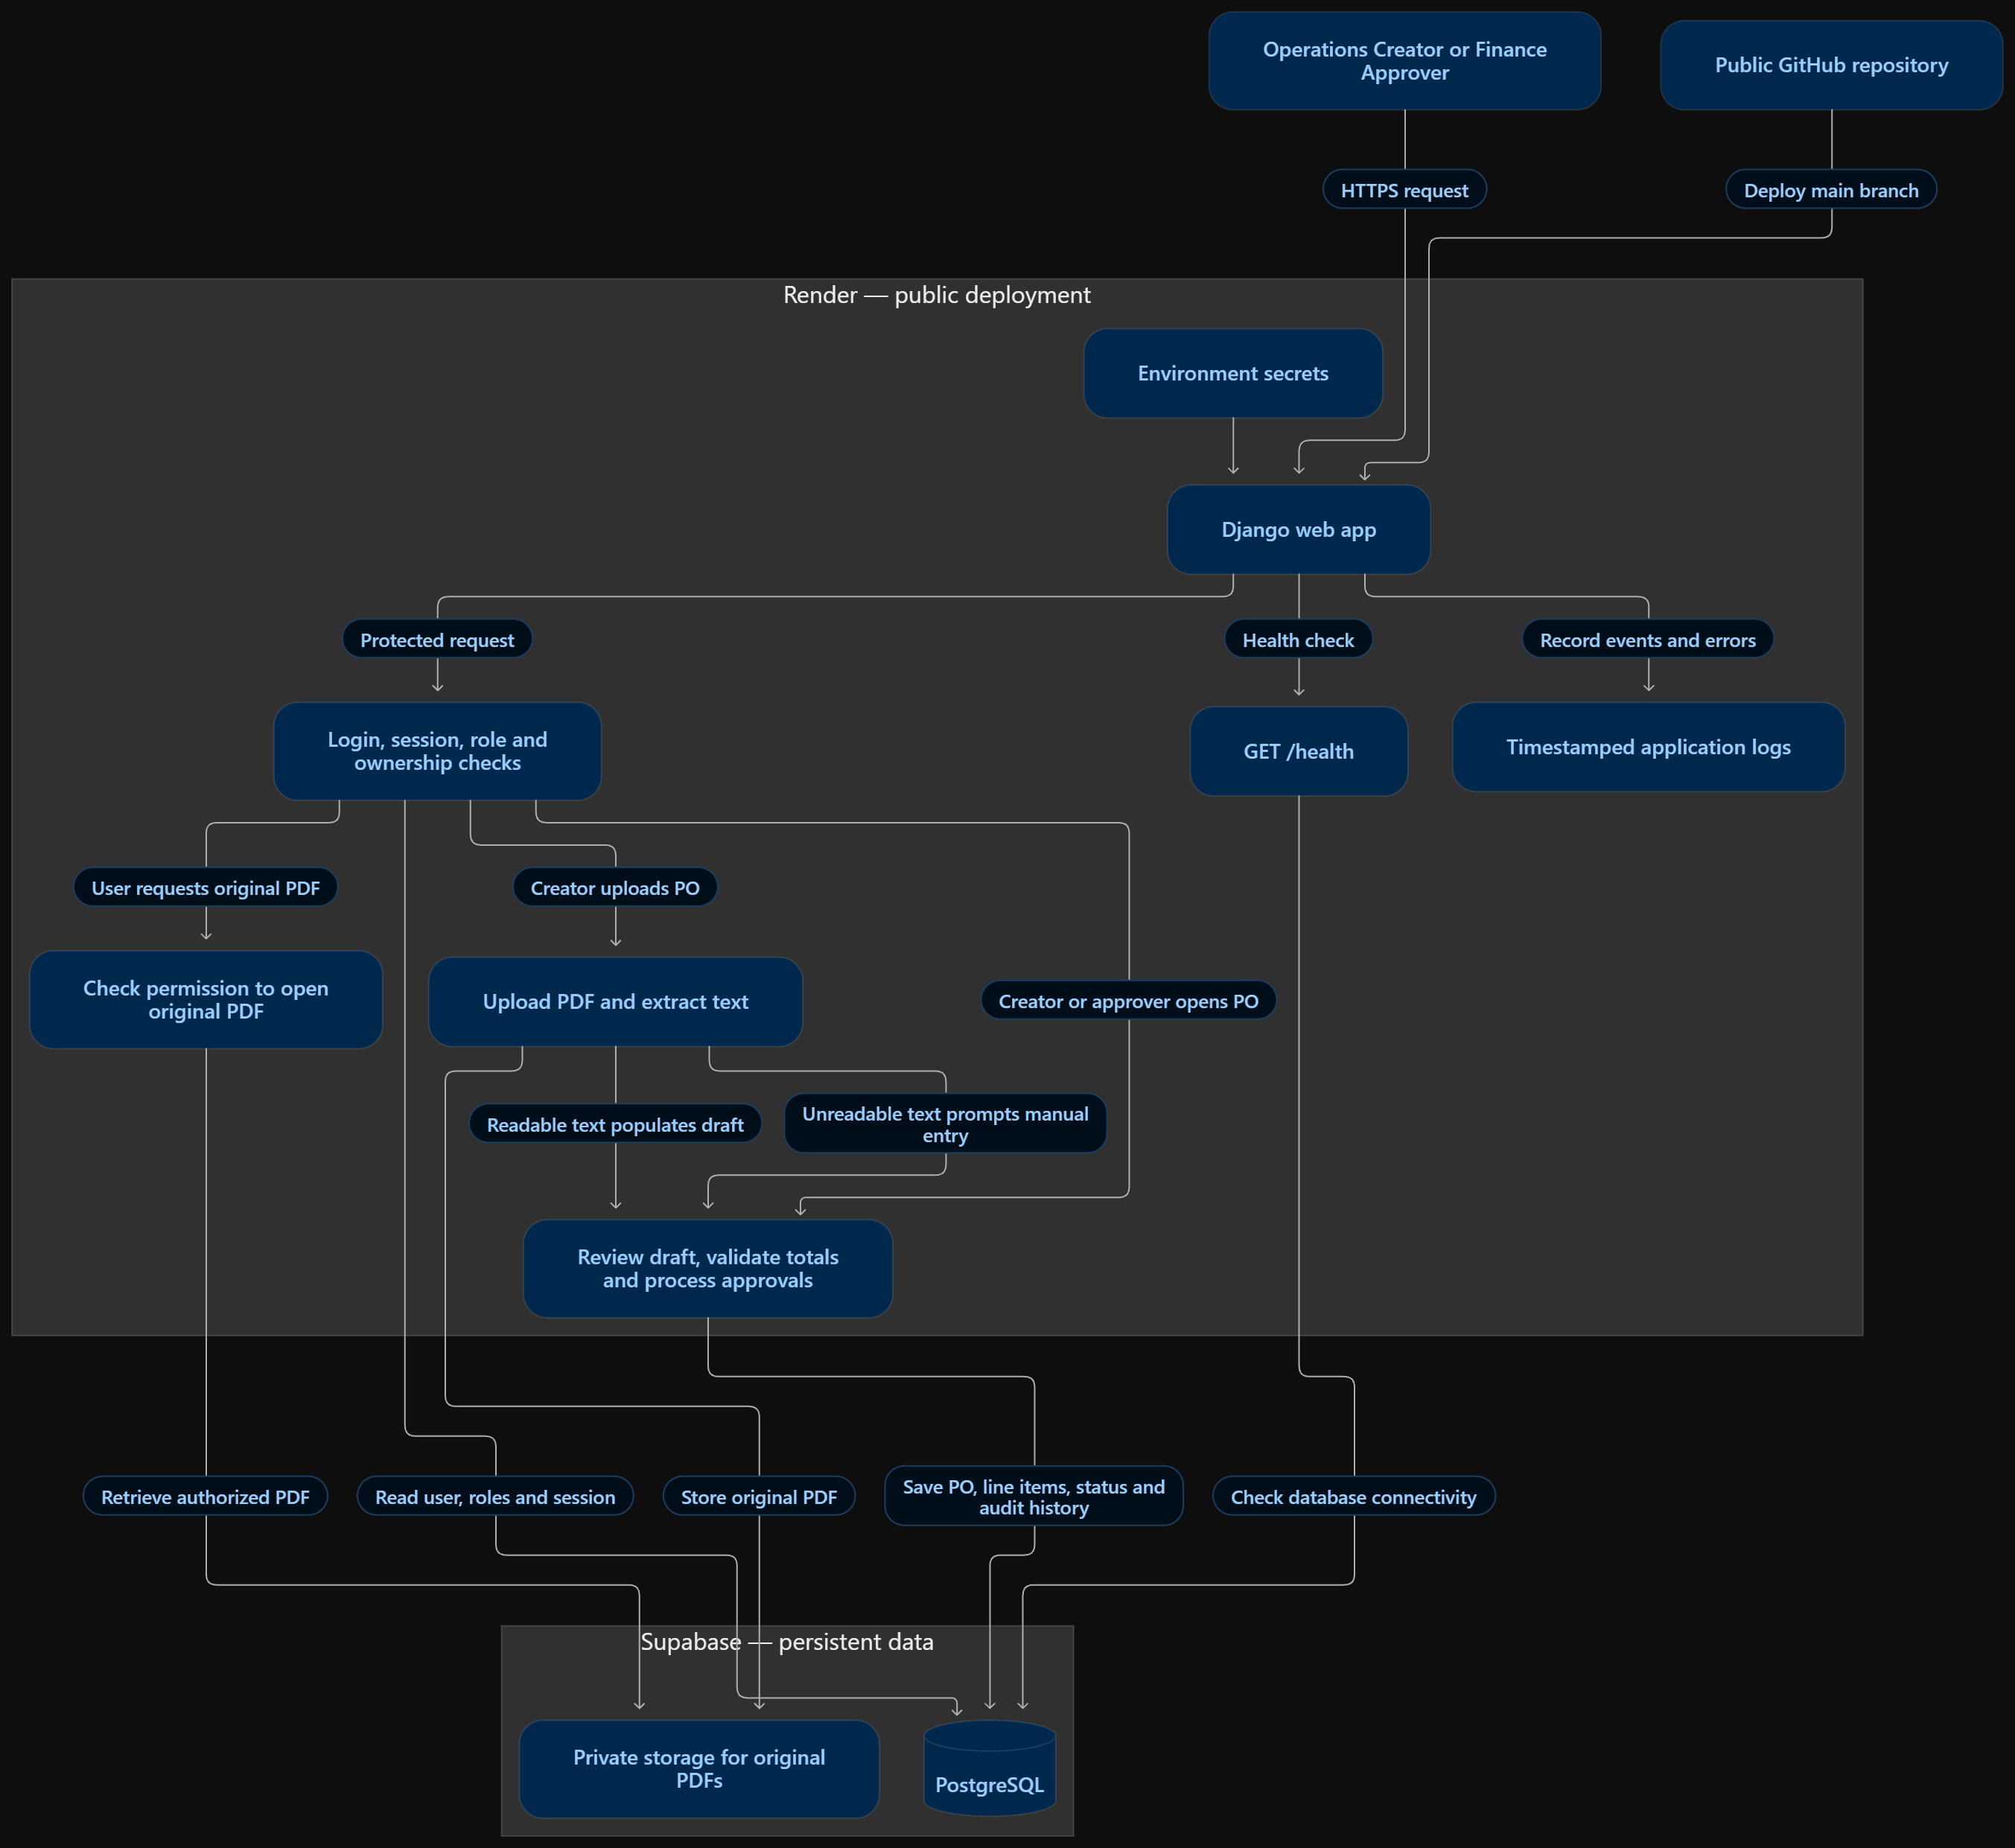 Operations Creator or Finance
Approver
Public GitHub repository
HTTPS request
Deploy main branch
Render — public deployment
Environment secrets
Django web app
Protected request
Health check
Record events and errors
Login, session, role and
ownership checks
GET /health
Timestamped application logs
User requests original PDF
Creator uploads PO
Check permission to open
original PDF
Upload PDF and extract text
Creator or approver opens PO
Readable text populates draft
Unreadable text prompts manual
entry
Review draft, validate totals
and process approvals
Retrieve authorized PDF
Read user, roles and session
Store original PDF
Save PO, line items, status and
audit history
Check database connectivity
Supabase — persistent data
Private storage for original
PDFs
PostgreSQL